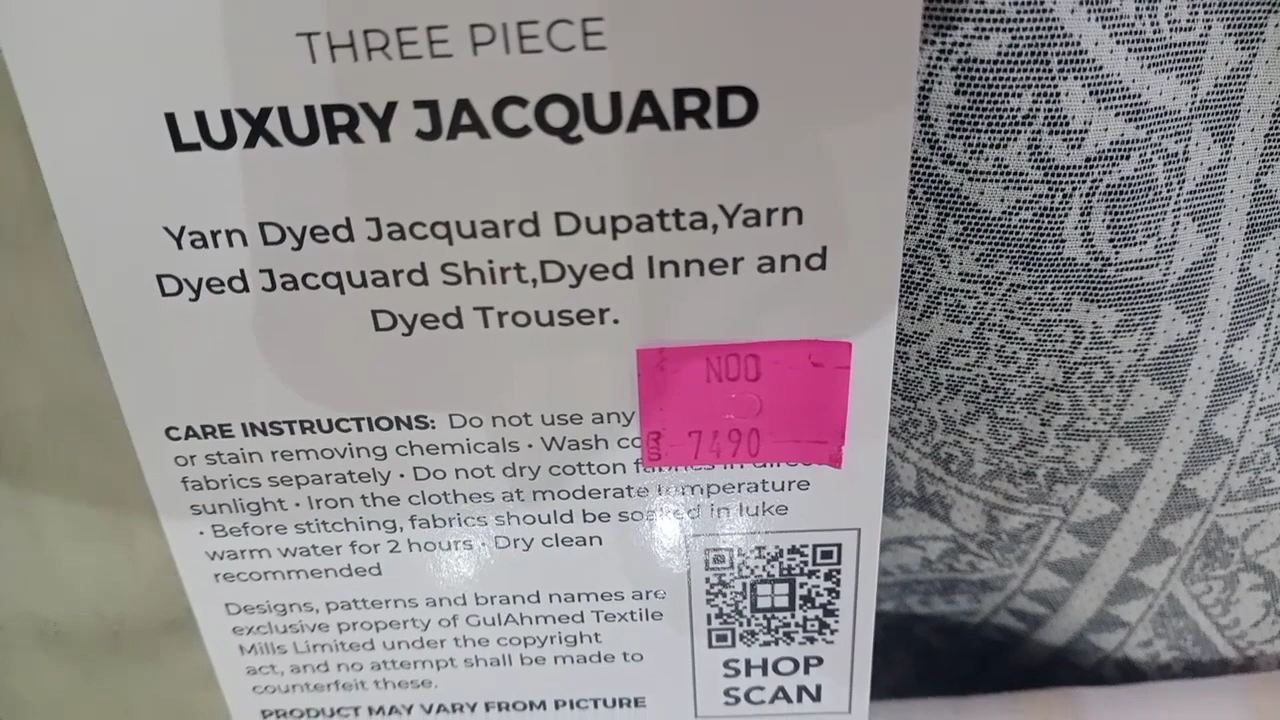 THREE PIECE
LUXURY JACQUARD
Yarn Dyed Jacquard Dupatta,Yarn
Dyed Jacquard Shirt,Dyed Inner and
Dyed Trouser.
NOO
7490
CARE INSTRUCTIONS: Do not use any
or stain removing chemicals • Wash
fabrics separately • Do not dry cotton
sunlight • Iron the clothes at moderate temperature
• Before stitching, fabrics should be soaked in luke
warm water for 2 hours • Dry clean
recommended
Designs, patterns and brand names are
exclusive property of GulAhmed Textile
Mills Limited under the copyright
act, and no attempt shall be made to
counterfeit these.
PRODUCT MAY VARY FROM PICTURE
SHOP
SCAN